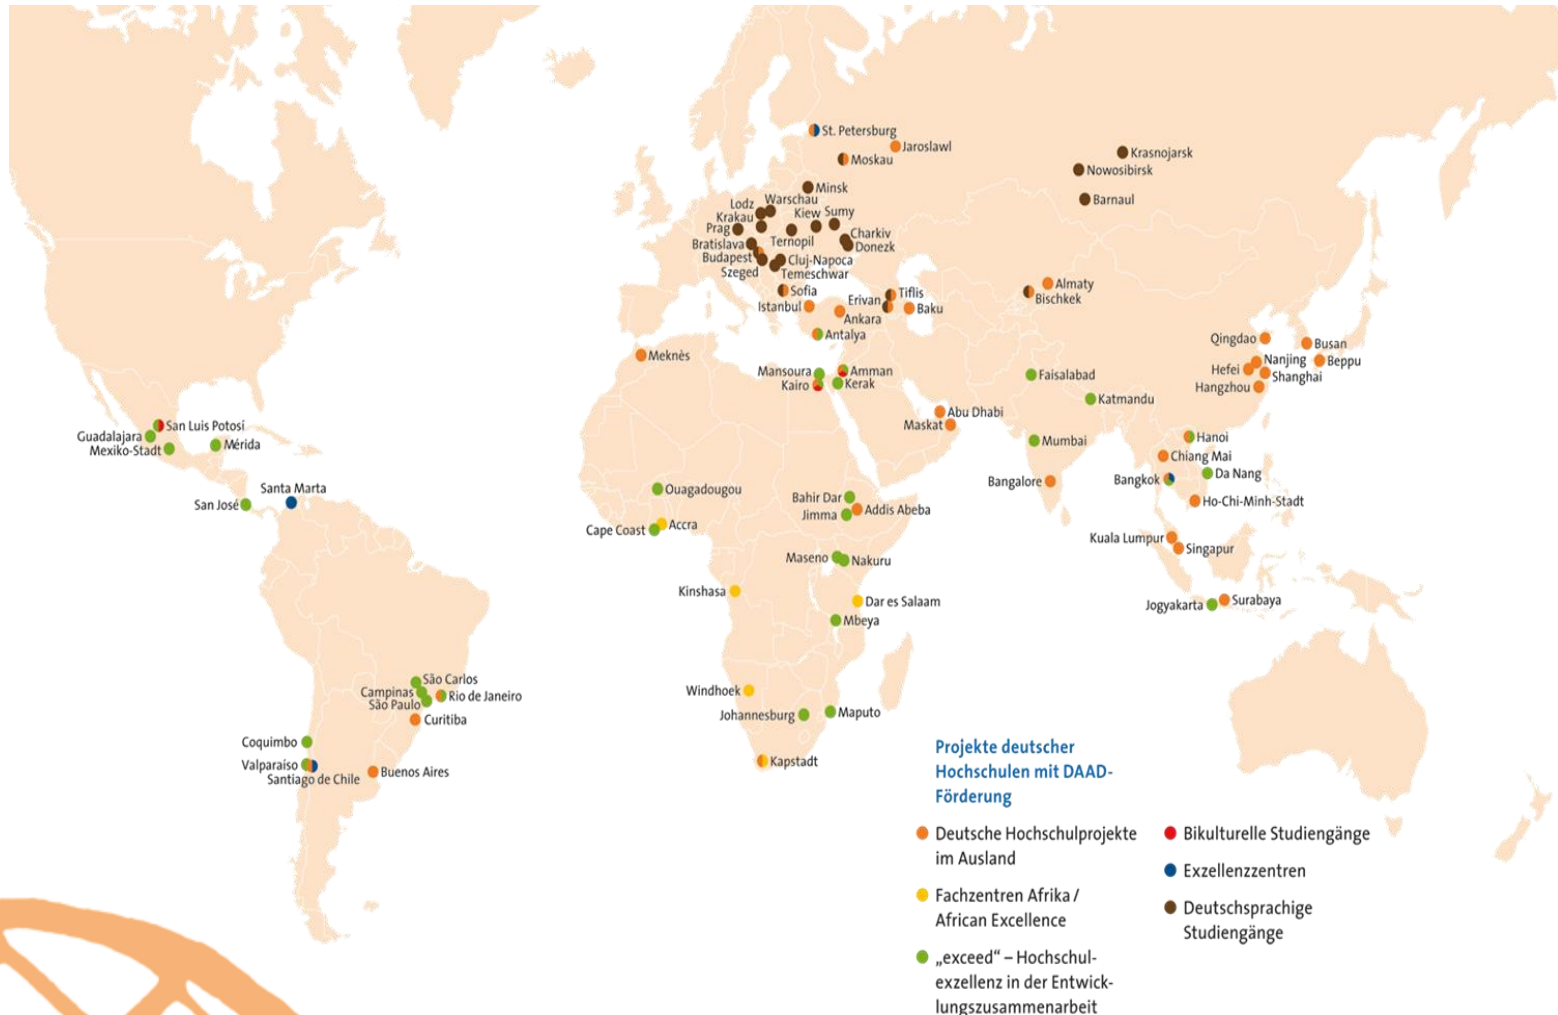 St. Petersburg
Jaroslawl
Moskau
Krasnojarsk
Nowosibirsk
Barnaul
Minsk
Warschau
Lodz
Krakau
Kiew
Sumy
Prag
Charkiv
Bratislava
Ternopil
Donezk
Budapest
Cluj-Napoca
Szeged
Temeschwar
Sofia
Tiflis
Erivan
Istanbul
Baku
Ankara
Antalya
Almaty
Bischkek
Meknès
Mansoura
Amman
Kairo
Kerak
Qingdao
Busan
Nanjing
Beppu
Hefei
Shanghai
Hangzhou
Faisalabad
Katmandu
Abu Dhabi
Maskat
San Luis Potosí
Guadalajara
Mexiko-Stadt
Mérida
Mumbai
Hanoi
Chiang Mai
Bangkok
Da Nang
Bangalore
Ho-Chi-Minh-Stadt
Santa Marta
San José
Ouagadougou
Bahir Dar
Addis Abeba
Jimma
Accra
Cape Coast
Kuala Lumpur
Singapur
Maseno
Nakuru
Kinshasa
Dar es Salaam
Mbeya
Jogyakarta
Surabaya
São Carlos
Campinas
Rio de Janeiro
São Paulo
Curitiba
Windhoek
Johannesburg
Maputo
Coquimbo
Valparaíso
Santiago de Chile
Buenos Aires
Kapstadt
Projekte deutscher
Hochschulen mit DAAD-
Förderung
Deutsche Hochschulprojekte
im Ausland
Fachzentren Afrika /
African Excellence
„exceed“ – Hochschul-
exzellenz in der Entwick-
lungszusammenarbeit
Bikulturelle Studiengänge
Exzellenzzentren
Deutschsprachige
Studiengänge